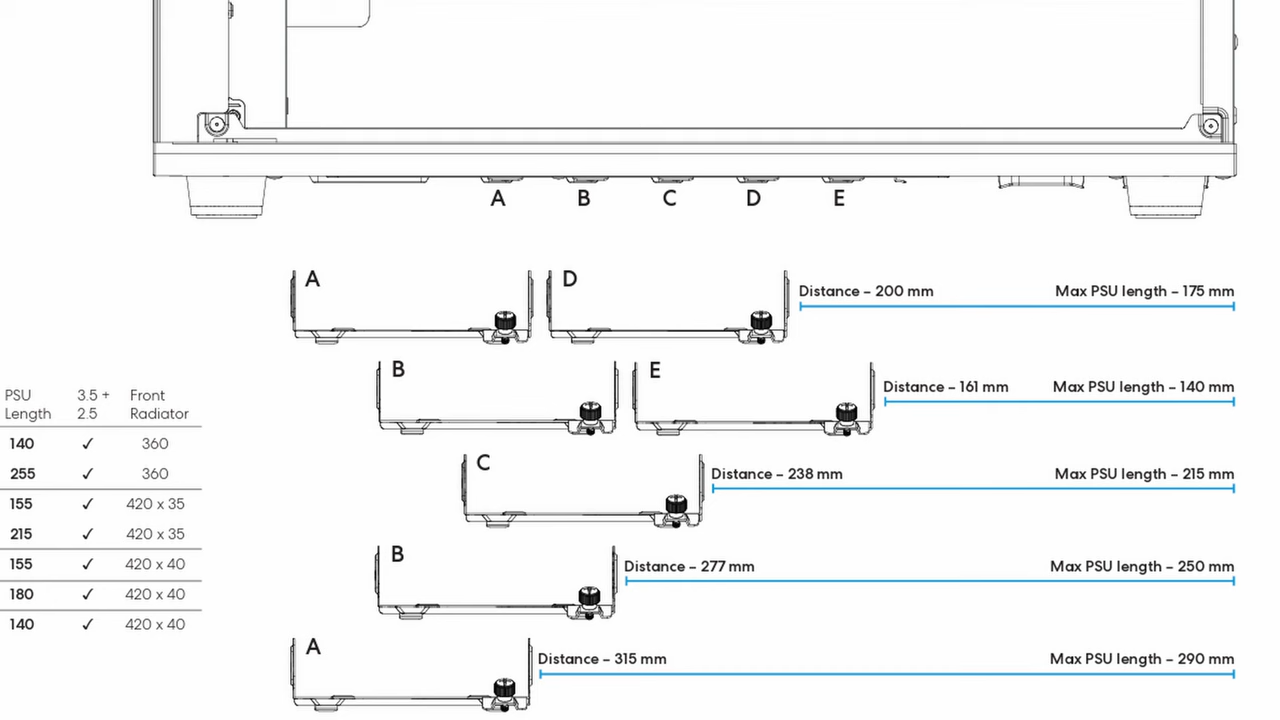 A B C D E
A D Distance – 200 mm Max PSU length – 175 mm
B E Distance – 161 mm Max PSU length – 140 mm
C Distance – 238 mm Max PSU length – 215 mm
B Distance – 277 mm Max PSU length – 250 mm
A Distance – 315 mm Max PSU length – 290 mm
PSU 3.5 + Front
Length 2.5 Radiator
140 ✓ 360
255 ✓ 360
155 ✓ 420 x 35
215 ✓ 420 x 35
155 ✓ 420 x 40
180 ✓ 420 x 40
140 ✓ 420 x 40